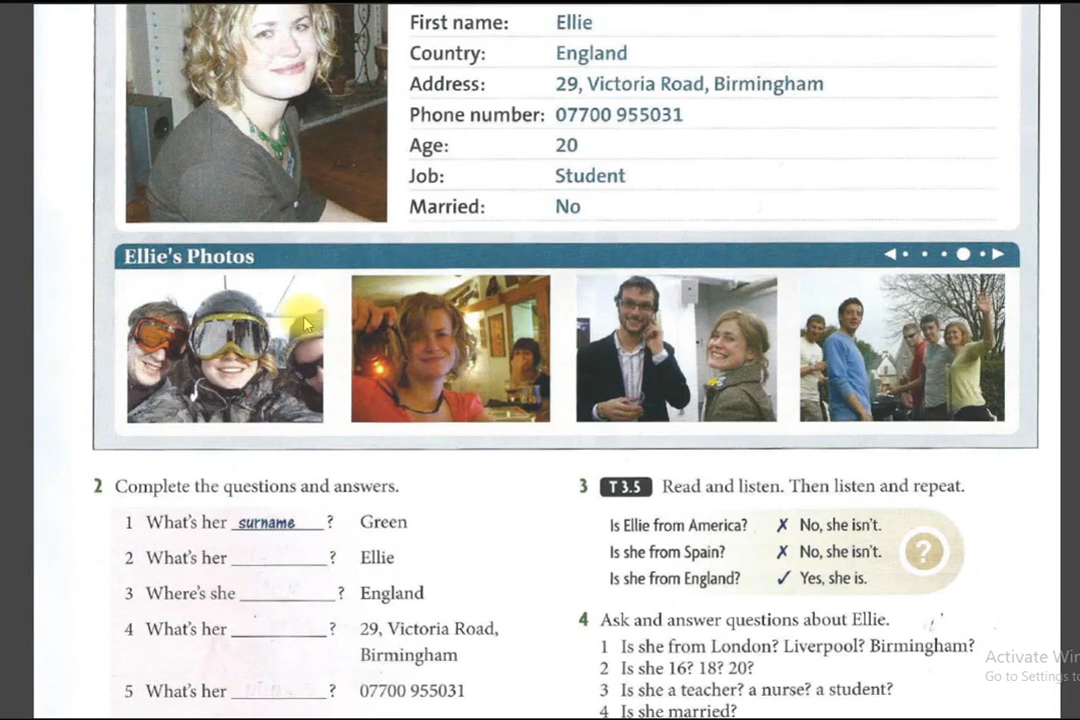 First name: Ellie
Country: England
Address: 29, Victoria Road, Birmingham
Phone number: 07700 955031
Age: 20
Job: Student
Married: No
Ellie's Photos
2 Complete the questions and answers.
1 What's her surname ? Green
2 What's her __________ ? Ellie
3 Where's she __________ ? England
4 What's her __________ ? 29, Victoria Road,
Birmingham
5 What's her __________ ? 07700 955031
3 T 3.5 Read and listen. Then listen and repeat.
Is Ellie from America? ✗ No, she isn't.
Is she from Spain? ✗ No, she isn't.
Is she from England? ✓ Yes, she is.
?
4 Ask and answer questions about Ellie.
1 Is she from London? Liverpool? Birmingham?
2 Is she 16? 18? 20?
3 Is she a teacher? a nurse? a student?
4 Is she married?
Activate Win
Go to Settings to